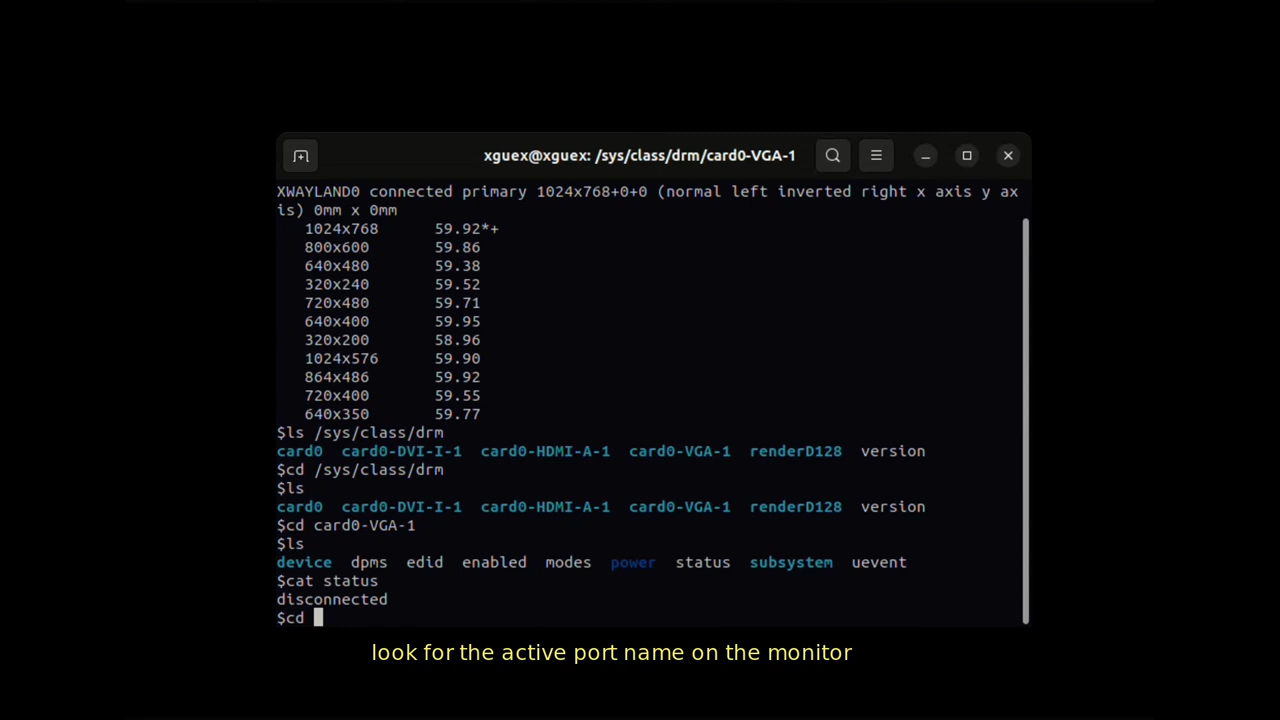 xguex@xguex: /sys/class/drm/card0-VGA-1
XWAYLAND0 connected primary 1024x768+0+0 (normal left inverted right x axis y ax
is) 0mm x 0mm
1024x768 59.92*+
800x600 59.86
640x480 59.38
320x240 59.52
720x480 59.71
640x400 59.95
320x200 58.96
1024x576 59.90
864x486 59.92
720x400 59.55
640x350 59.77
$ls /sys/class/drm
card0 card0-DVI-I-1 card0-HDMI-A-1 card0-VGA-1 renderD128 version
$cd /sys/class/drm
$ls
card0 card0-DVI-I-1 card0-HDMI-A-1 card0-VGA-1 renderD128 version
$cd card0-VGA-1
$ls
device dpms edid enabled modes power status subsystem uevent
$cat status
disconnected
$cd
look for the active port name on the monitor